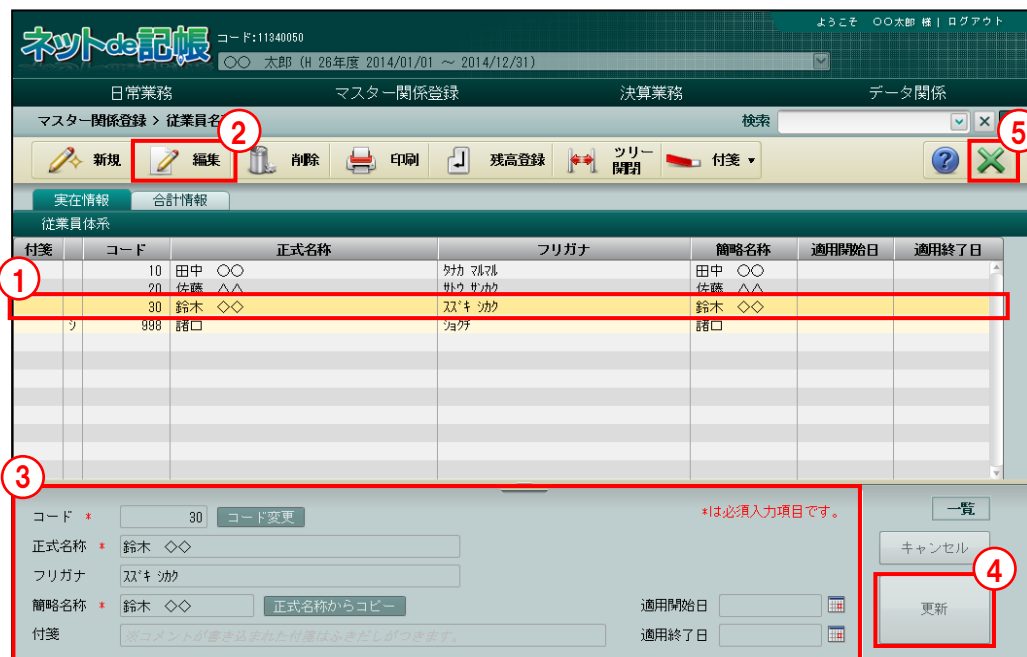 ようこそ 〇〇太郎 様 | ログアウト
ネットde記帳 コード:11340050
〇〇 太郎 (H 26年度 2014/01/01 ～ 2014/12/31)
日常業務 マスター関係登録 決算業務 データ関係
マスター関係登録 > 従業員名 検索
② ⑤
新規 編集 削除 印刷 残高登録 ツリー開閉 付箋
実在情報 合計情報
従業員体系
付箋 コード 正式名称 フリガナ 簡略名称 適用開始日 適用終了日
①
10 田中 〇〇 ﾀﾅｶ ﾏﾙﾏﾙ 田中 〇〇
20 佐藤 △△ ｻﾄｳ ｻﾝｶｸ 佐藤 △△
30 鈴木 ◇◇ ｽｽﾞｷ ｼｶｸ 鈴木 ◇◇
シ 998 諸口 ｼｮｸﾁ 諸口
③
コード * 30 コード変更 *は必須入力項目です。 一覧
正式名称 * 鈴木 ◇◇ キャンセル
フリガナ ｽｽﾞｷ ｼｶｸ
④
簡略名称 * 鈴木 ◇◇ 正式名称からコピー 適用開始日 更新
付箋 ※コメントが書き込まれた付箋はふきだしがつきます。 適用終了日